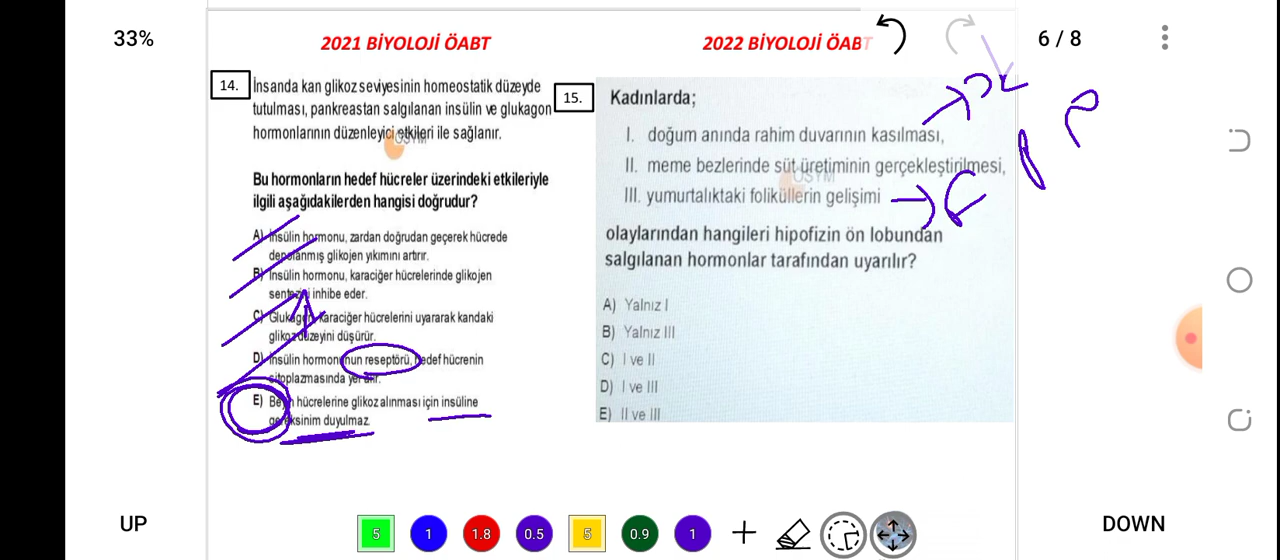 33%
2021 BİYOLOJİ ÖABT
2022 BİYOLOJİ ÖABT
6 / 8
14.
İnsanda kan glikoz seviyesinin homeostatik düzeyde
tutulması, pankreastan salgılanan insülin ve glukagon
hormonlarının düzenleyici etkileri ile sağlanır.
Bu hormonların hedef hücreler üzerindeki etkileriyle
ilgili aşağıdakilerden hangisi doğrudur?
A) İnsülin hormonu, zardan doğrudan geçerek hücrede
depolanmış glikojen yıkımını artırır.
B) İnsülin hormonu, karaciğer hücrelerinde glikojen
sentezini inhibe eder.
C) Glukagon, karaciğer hücrelerini uyararak kandaki
glikoz düzeyini düşürür.
D) İnsülin hormonunun reseptörü, hedef hücrenin
sitoplazmasında yer alır.
E) Beyin hücrelerine glikoz alınması için insüline
gereksinim duyulmaz.
15.
Kadınlarda;
I. doğum anında rahim duvarının kasılması,
II. meme bezlerinde süt üretiminin gerçekleştirilmesi,
III. yumurtalıktaki foliküllerin gelişimi
olaylarından hangileri hipofizin ön lobundan
salgılanan hormonlar tarafından uyarılır?
A) Yalnız I
B) Yalnız III
C) I ve II
D) I ve III
E) II ve III
ÖSYM
ÖSYM
UP
5
1
1.8
0.5
5
0.9
1
DOWN